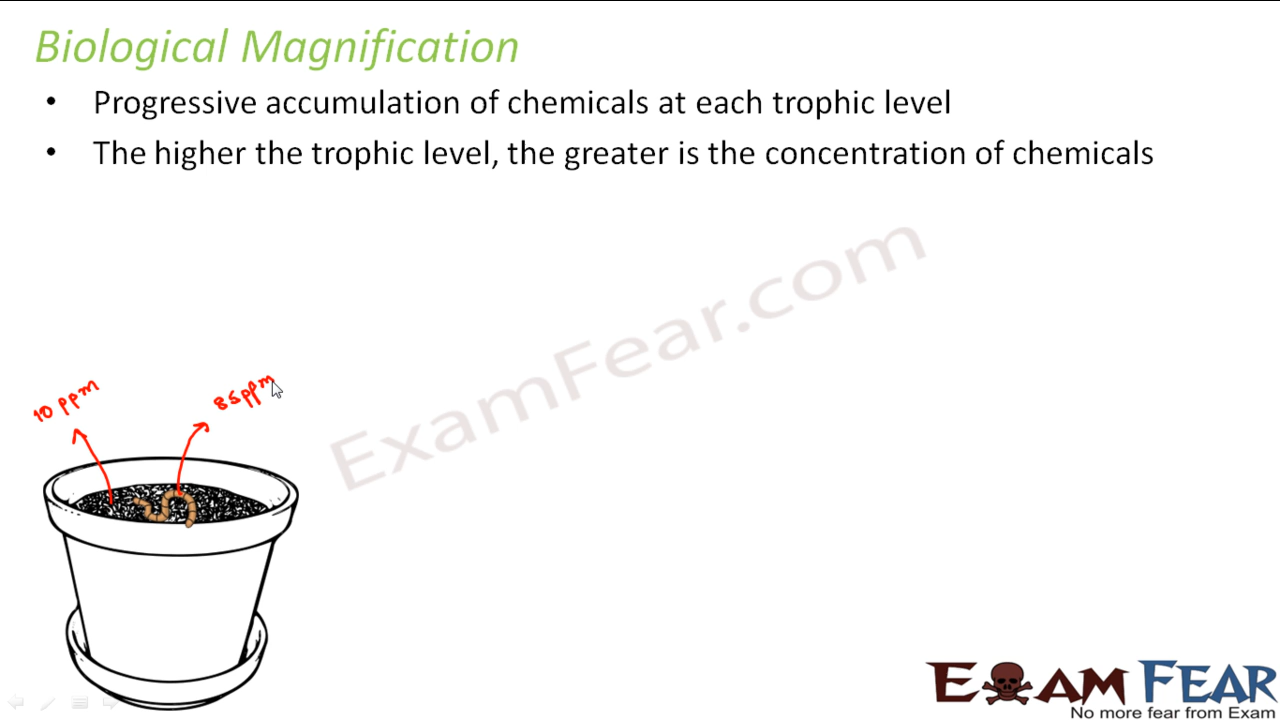 Biological Magnification
• Progressive accumulation of chemicals at each trophic level
• The higher the trophic level, the greater is the concentration of chemicals
ExamFear.com
10 ppm
85ppm
EXAM FEAR
No more fear from Exam